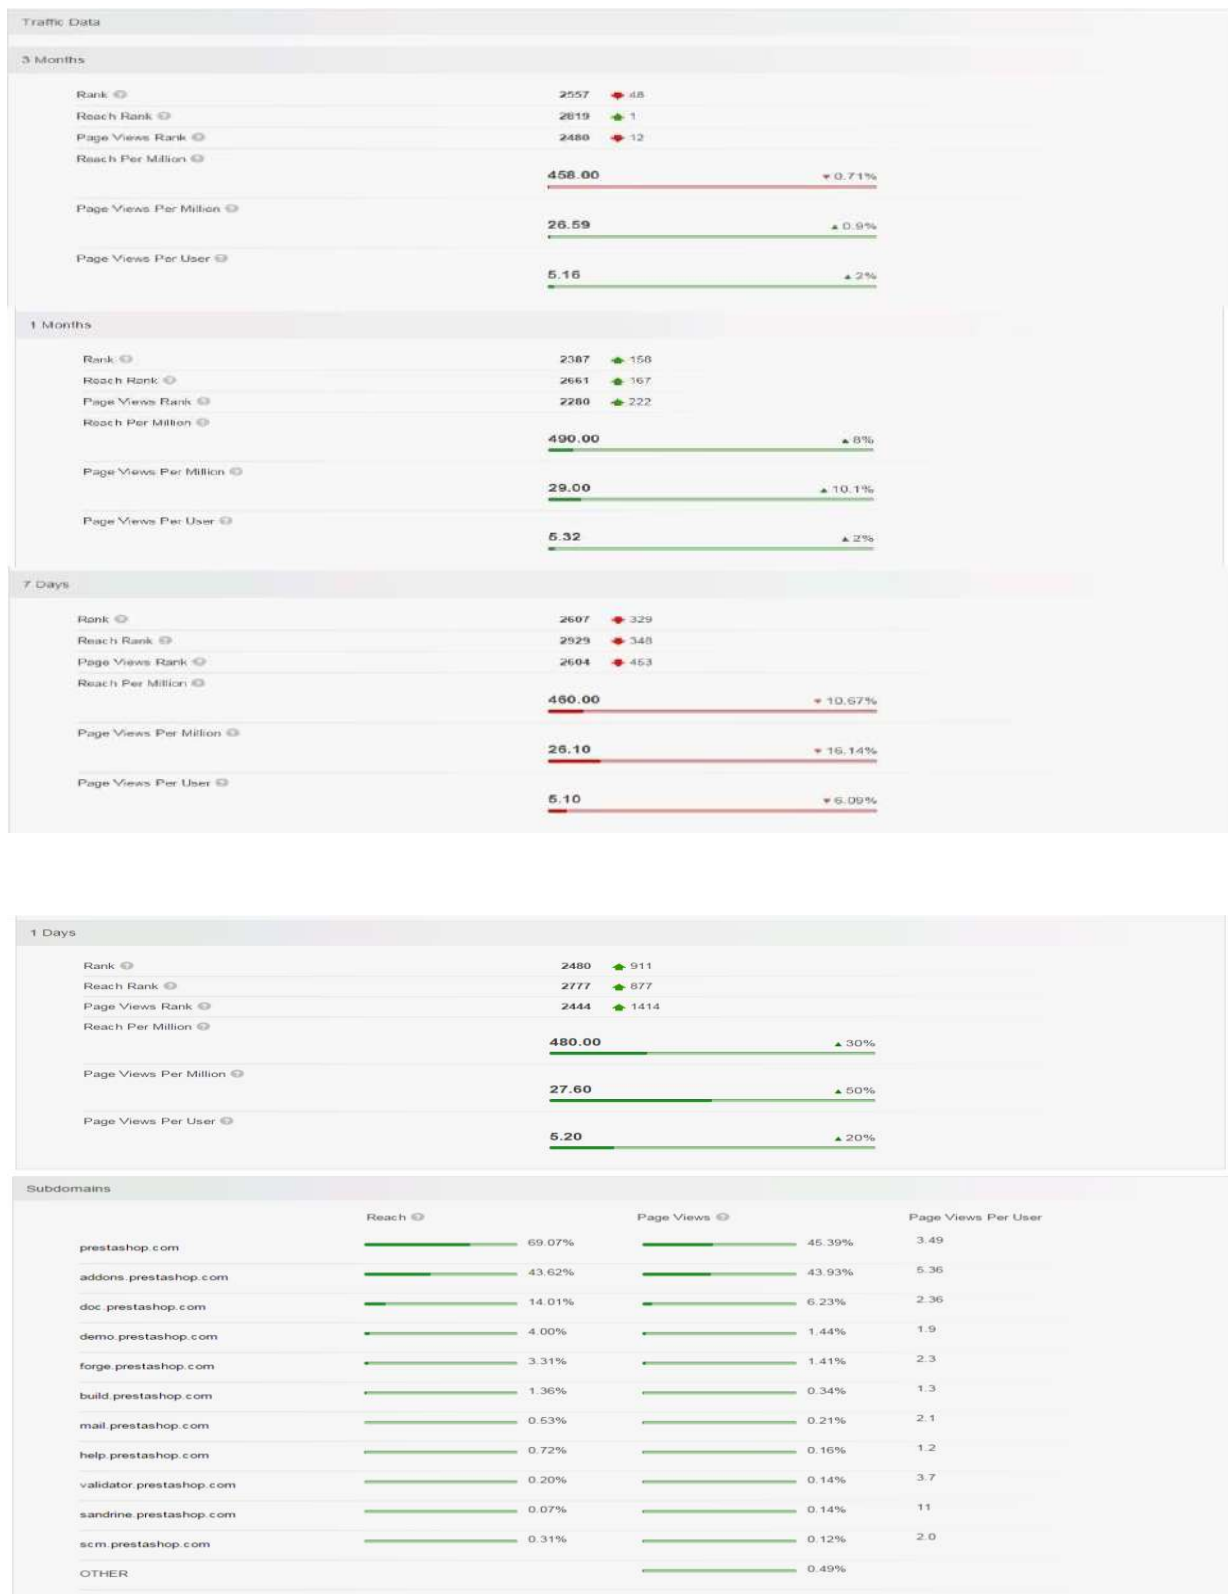 Traffic Data
3 Months
Rank 2557 48
Reach Rank 2819 1
Page Views Rank 2480 12
Reach Per Million
458.00 0.71%
Page Views Per Million
26.59 0.9%
Page Views Per User
5.16 2%
1 Months
Rank 2387 158
Reach Rank 2661 167
Page Views Rank 2280 222
Reach Per Million
490.00 8%
Page Views Per Million
29.00 10.1%
Page Views Per User
5.32 2%
7 Days
Rank 2607 329
Reach Rank 2929 348
Page Views Rank 2604 453
Reach Per Million
460.00 10.67%
Page Views Per Million
26.10 16.14%
Page Views Per User
5.10 6.09%
1 Days
Rank 2480 911
Reach Rank 2777 877
Page Views Rank 2444 1414
Reach Per Million
480.00 30%
Page Views Per Million
27.60 50%
Page Views Per User
5.20 20%
Subdomains
Reach Page Views Page Views Per User
prestashop.com 69.07% 45.39% 3.49
addons.prestashop.com 43.62% 43.93% 5.36
doc.prestashop.com 14.01% 6.23% 2.36
demo.prestashop.com 4.00% 1.44% 1.9
forge.prestashop.com 3.31% 1.41% 2.3
build.prestashop.com 1.36% 0.34% 1.3
mail.prestashop.com 0.53% 0.21% 2.1
help.prestashop.com 0.72% 0.16% 1.2
validator.prestashop.com 0.20% 0.14% 3.7
sandrine.prestashop.com 0.07% 0.14% 11
scm.prestashop.com 0.31% 0.12% 2.0
OTHER 0.49%